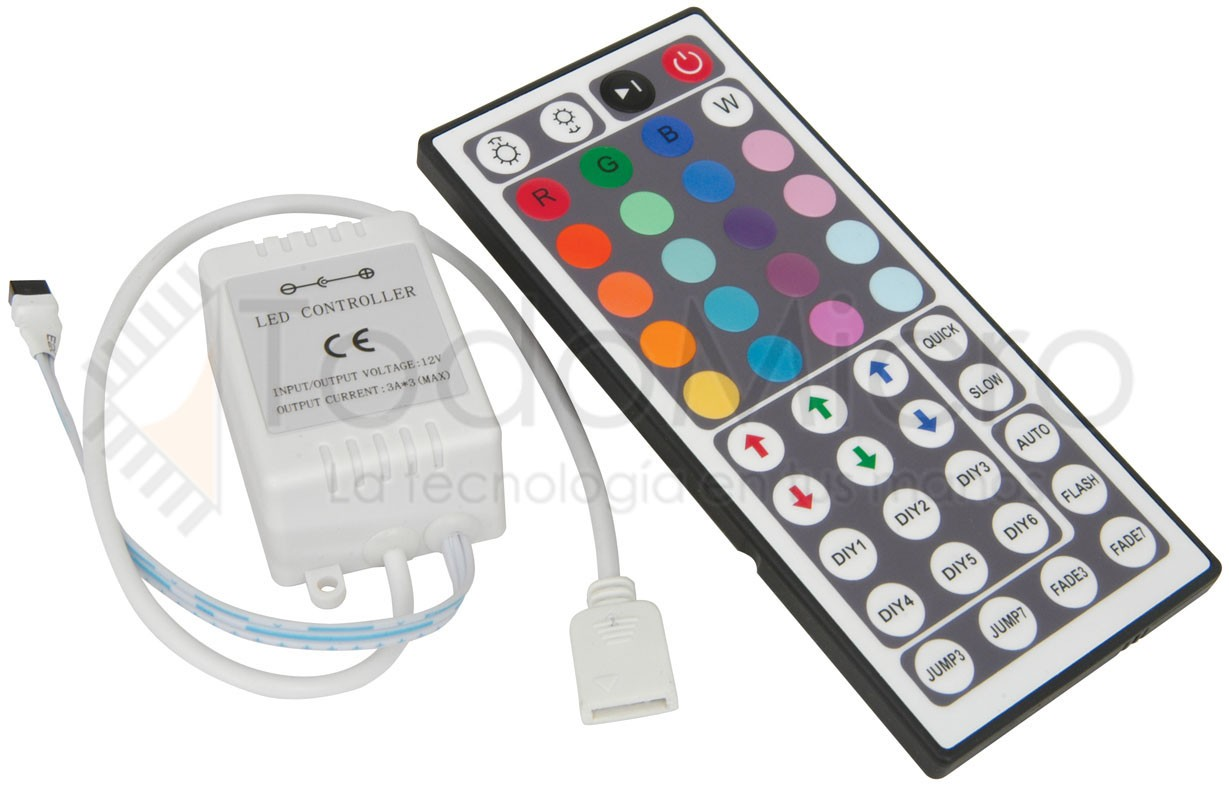 LED CONTROLLER
CE
INPUT/OUTPUT VOLTAGE:12V
OUTPUT CURRENT:3A*3(MAX)
R G B W
QUICK
SLOW
AUTO
DIY1 DIY2 DIY3 FLASH
DIY4 DIY5 DIY6
JUMP3 JUMP7 FADE3 FADE7
TodoMicro
La tecnología en tus manos